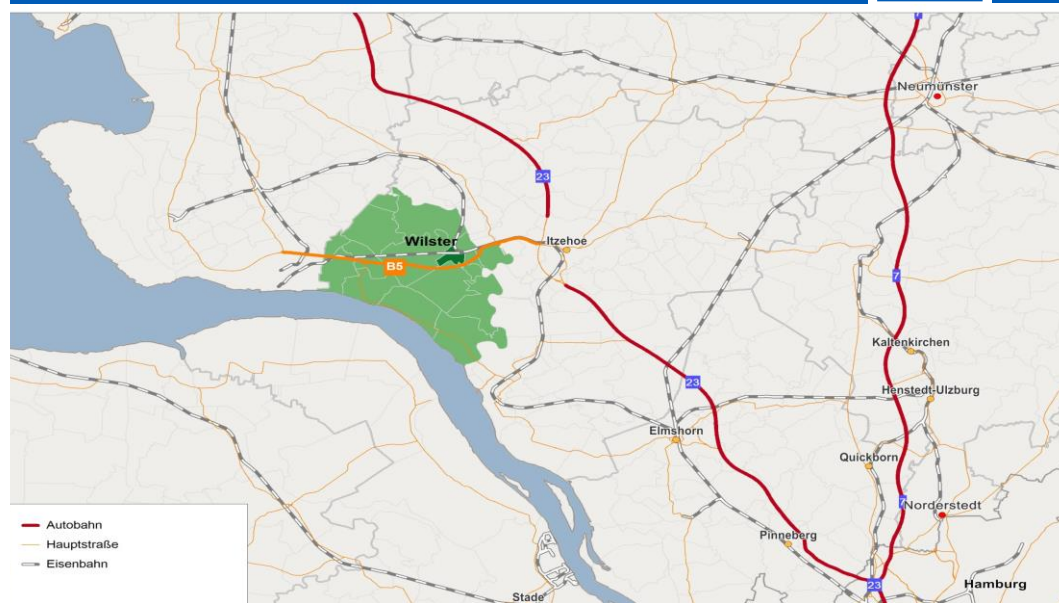 7
Neumünster
23
Wilster
Itzehoe
B5
7
Kaltenkirchen
23
Henstedt-Ulzburg
Elmshorn
Quickborn
7
Norderstedt
Autobahn
Hauptstraße
Pinneberg
Eisenbahn
23
Hamburg
Stade